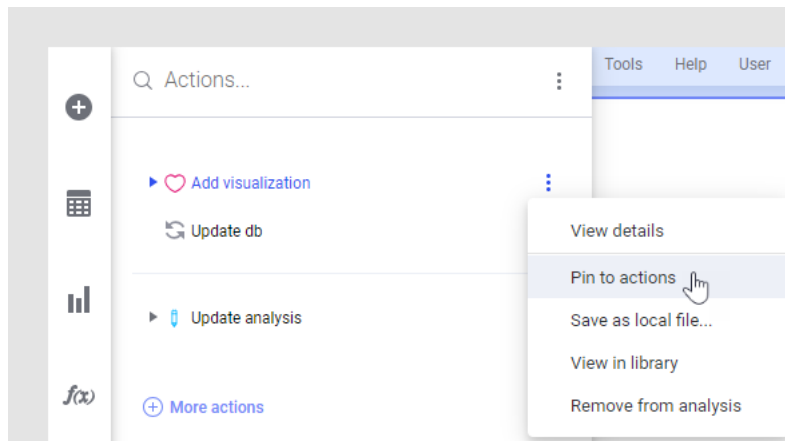 Actions...
Tools Help User
Add visualization
Update db
Update analysis
More actions
f(x)
View details
Pin to actions
Save as local file...
View in library
Remove from analysis